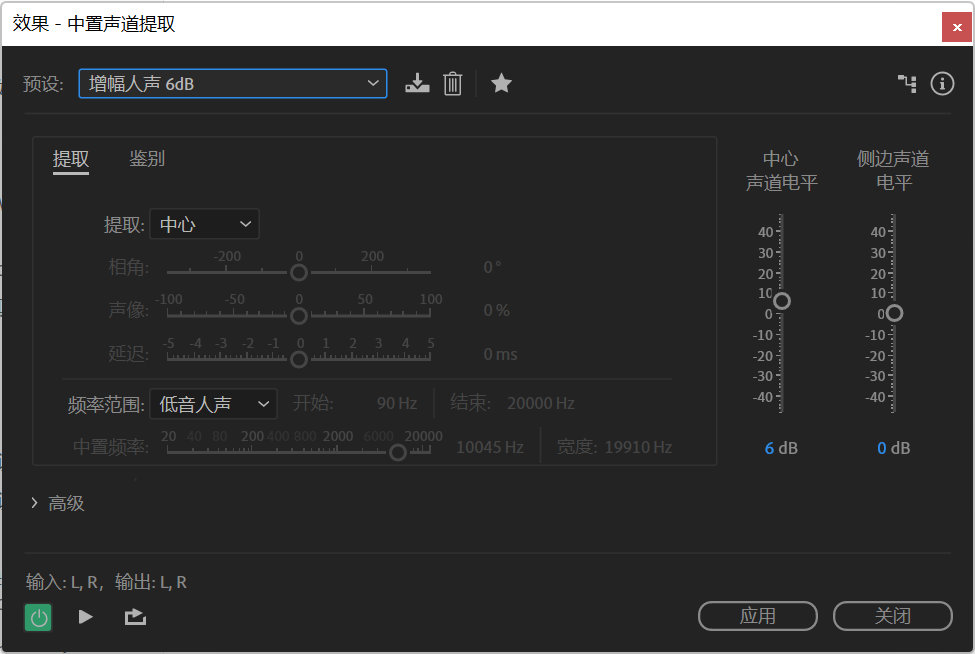 效果 - 中置声道提取
预设: 增幅人声 6dB
提取 鉴别
提取: 中心
-200 0 200
相角: 0 °
-100 -50 0 50 100
声像: 0 %
-5 -4 -3 -2 -1 0 1 2 3 4 5
延迟: 0 ms
频率范围: 低音人声 开始: 90 Hz 结束: 20000 Hz
20 40 80 200 400 800 2000 6000 20000
中置频率: 10045 Hz 宽度: 19910 Hz
中心
声道电平
40
30
20
10
0
-10
-20
-30
-40
6 dB
侧边声道
电平
40
30
20
10
0
-10
-20
-30
-40
0 dB
高级
输入: L, R, 输出: L, R
应用 关闭